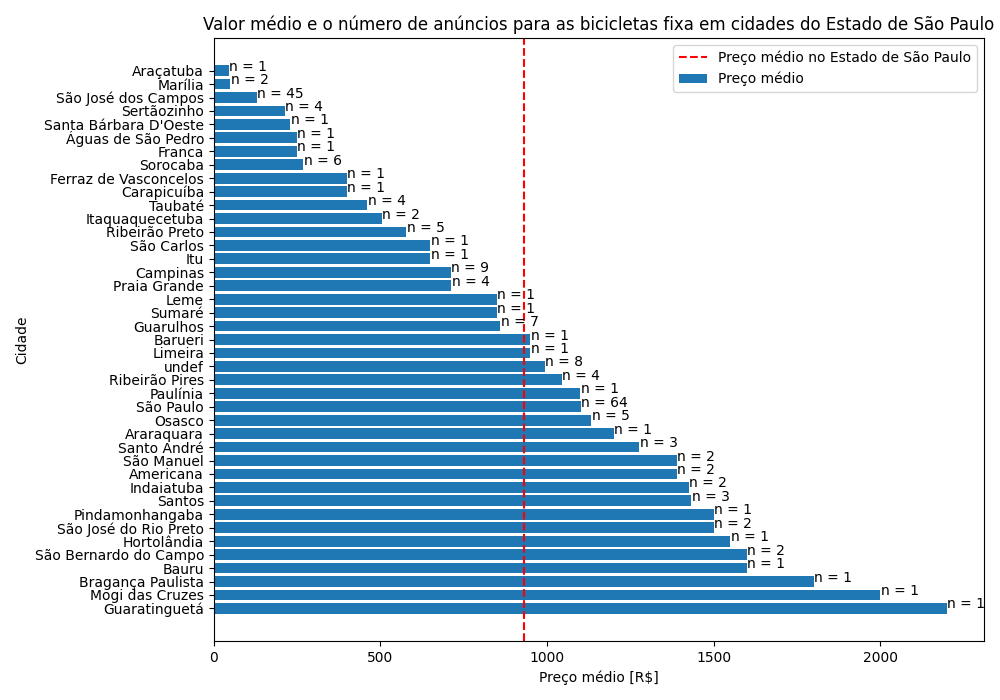 Valor médio e o número de anúncios para as bicicletas fixa em cidades do Estado de São Paulo
Preço médio no Estado de São Paulo
Preço médio
Cidade
Araçatuba n = 1
Marília n = 2
São José dos Campos n = 45
Sertãozinho n = 4
Santa Bárbara D'Oeste n = 1
Águas de São Pedro n = 1
Franca n = 1
Sorocaba n = 6
Ferraz de Vasconcelos n = 1
Carapicuíba n = 1
Taubaté n = 4
Itaquaquecetuba n = 2
Ribeirão Preto n = 5
São Carlos n = 1
Itu n = 1
Campinas n = 9
Praia Grande n = 4
Leme n = 1
Sumaré n = 1
Guarulhos n = 7
Barueri n = 1
Limeira n = 1
undef n = 8
Ribeirão Pires n = 4
Paulínia n = 1
São Paulo n = 64
Osasco n = 5
Araraquara n = 1
Santo André n = 3
São Manuel n = 2
Americana n = 2
Indaiatuba n = 2
Santos n = 3
Pindamonhangaba n = 1
São José do Rio Preto n = 2
Hortolândia n = 1
São Bernardo do Campo n = 2
Bauru n = 1
Bragança Paulista n = 1
Mogi das Cruzes n = 1
Guaratinguetá n = 1
0 500 1000 1500 2000
Preço médio [R$]